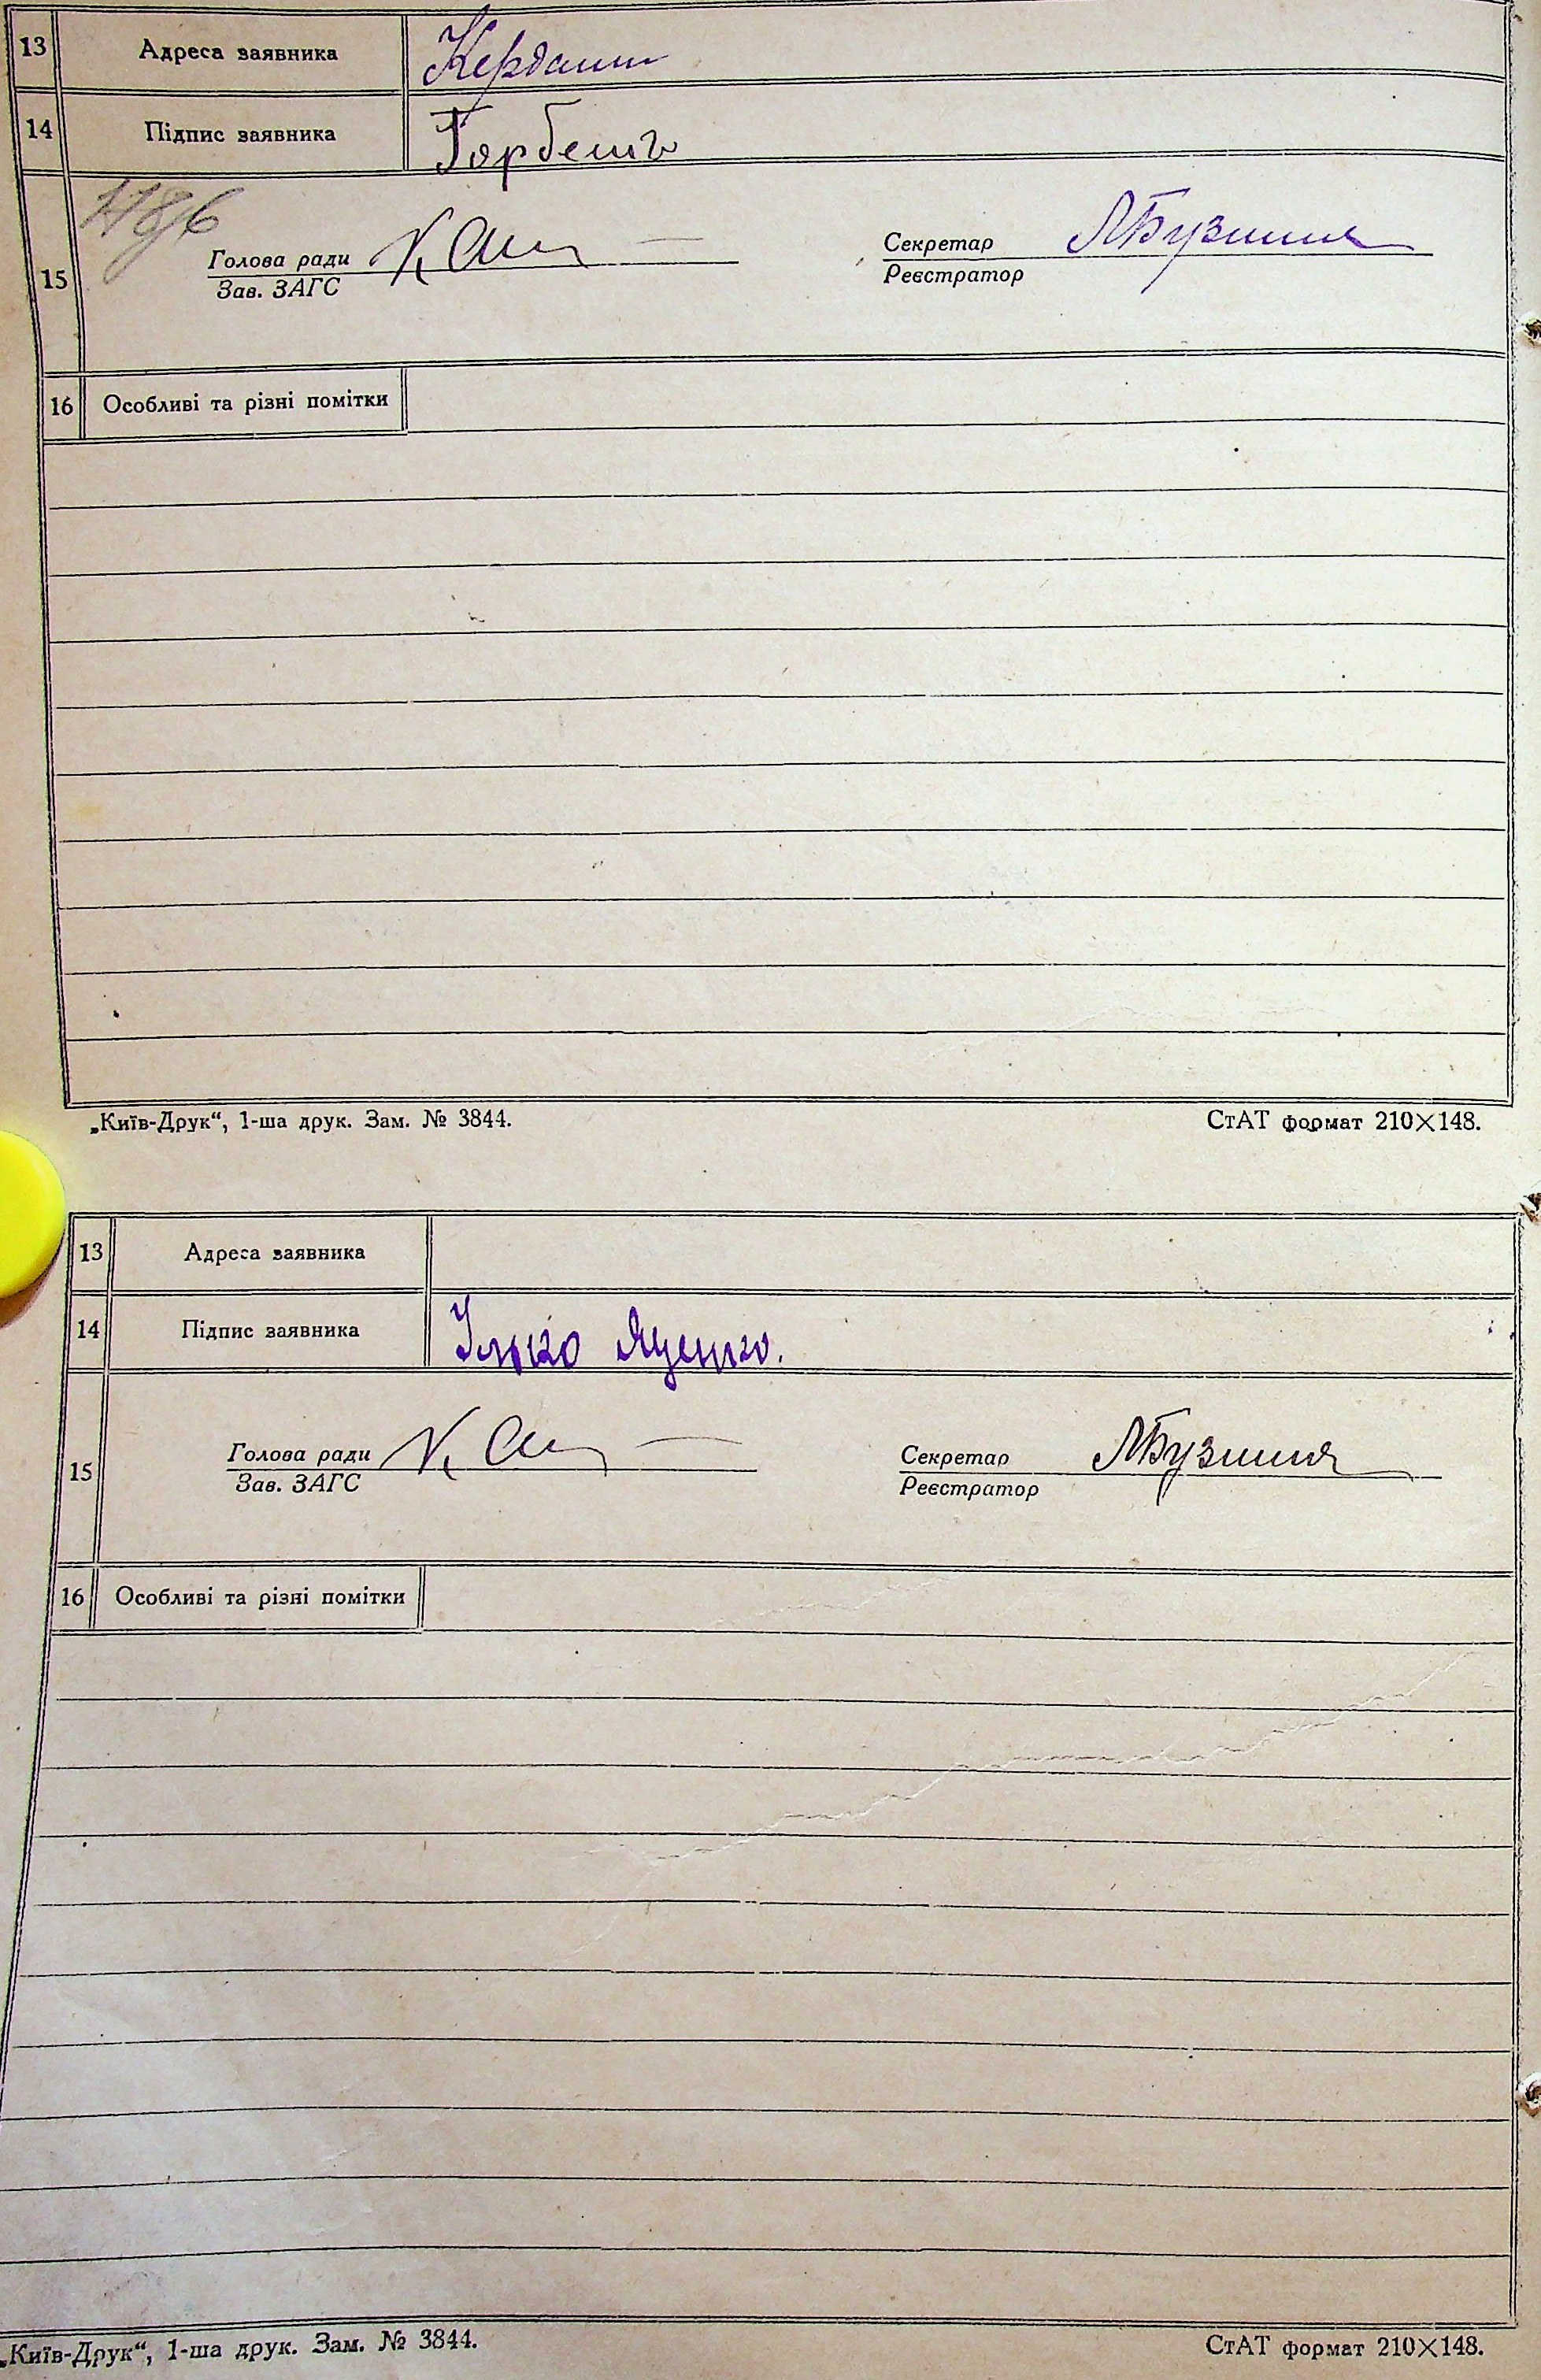 13 Адреса заявника Кердани
14 Підпис заявника Горбенко
15
Голова ради Секретар
Зав. ЗАГС Реєстратор
16 Особливі та різні помітки
„Київ-Друк“, 1-ша друк. Зам. № 3844. СтАТ формат 210×148.
13 Адреса заявника
14 Підпис заявника Ілько Яценко.
15
Голова ради Секретар
Зав. ЗАГС Реєстратор
16 Особливі та різні помітки
„Київ-Друк“, 1-ша друк. Зам. № 3844. СтАТ формат 210×148.